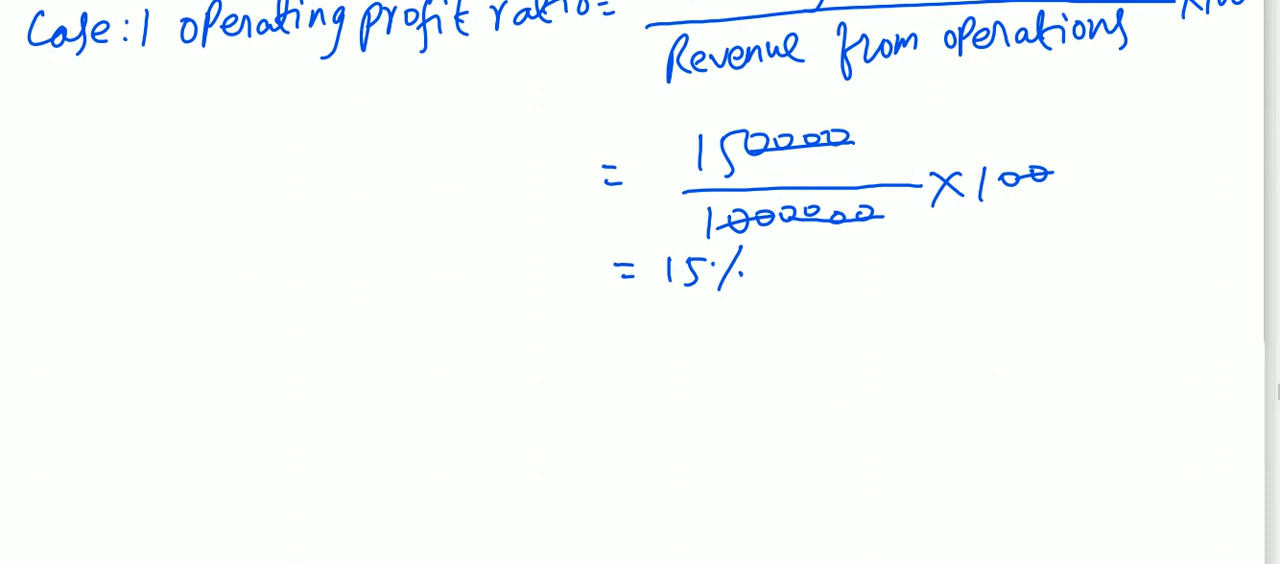 Case:1 operating profit ratio=
Revenue from operations
= 150000
1000000 ×100
= 15%